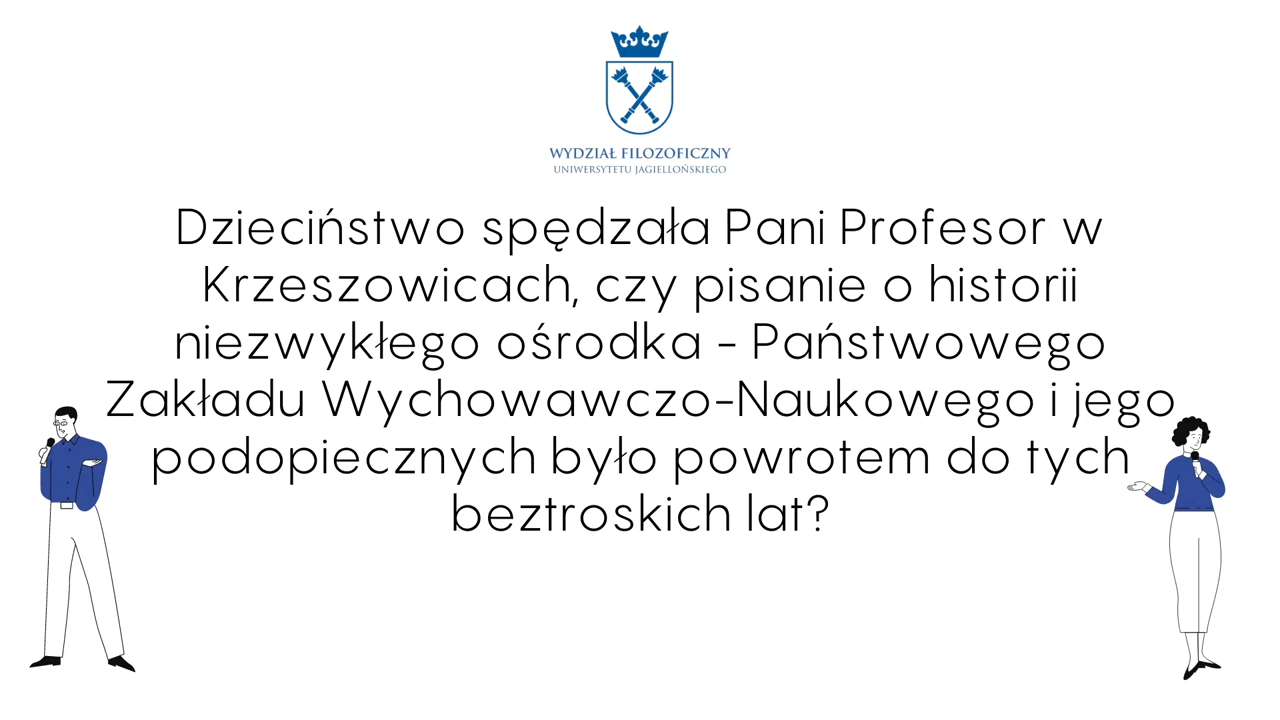 WYDZIAŁ FILOZOFICZNY
UNIWERSYTETU JAGIELLOŃSKIEGO
Dzieciństwo spędzała Pani Profesor w
Krzeszowicach, czy pisanie o historii
niezwykłego ośrodka - Państwowego
Zakładu Wychowawczo-Naukowego i jego
podopiecznych było powrotem do tych
beztroskich lat?